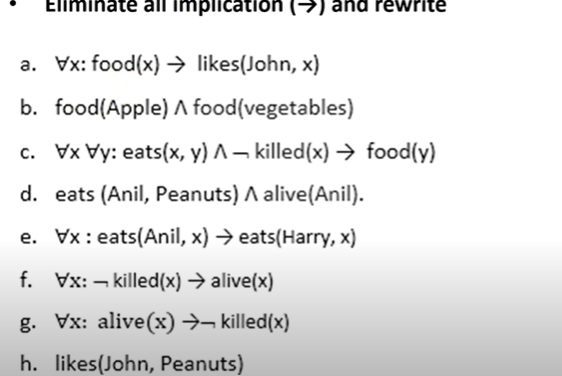 • Eliminate all implication (→) and rewrite
a. ∀x: food(x) → likes(John, x)
b. food(Apple) Λ food(vegetables)
c. ∀x ∀y: eats(x, y) Λ ¬ killed(x) → food(y)
d. eats (Anil, Peanuts) Λ alive(Anil).
e. ∀x : eats(Anil, x) → eats(Harry, x)
f. ∀x: ¬ killed(x) → alive(x)
g. ∀x: alive(x) →¬ killed(x)
h. likes(John, Peanuts)